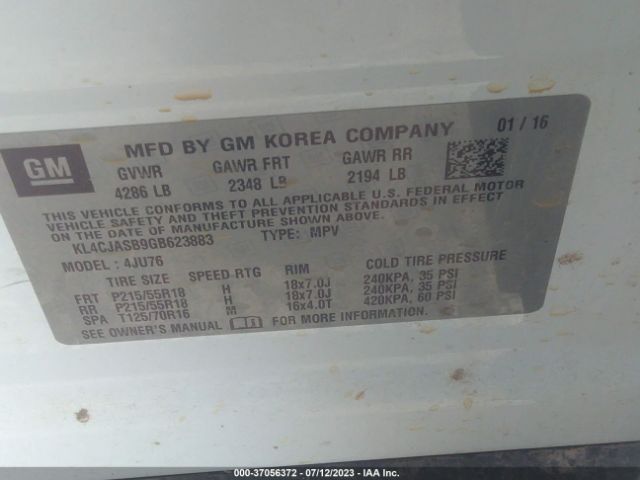 GM
MFD BY GM KOREA COMPANY 01 / 16
GVWR GAWR FRT GAWR RR
4286 LB 2348 LB 2194 LB
THIS VEHICLE CONFORMS TO ALL APPLICABLE U.S. FEDERAL MOTOR
VEHICLE SAFETY AND THEFT PREVENTION STANDARDS IN EFFECT
ON THE DATE OF MANUFACTURE SHOWN ABOVE.
KL4CJASB9GB623883 TYPE: MPV
MODEL : 4JU76
TIRE SIZE SPEED RTG RIM COLD TIRE PRESSURE
FRT P215/55R18 H 18x7.0J 240KPA, 35 PSI
RR P215/55R18 H 18x7.0J 240KPA, 35 PSI
SPA T125/70R16 M 16x4.0T 420KPA, 60 PSI
SEE OWNER'S MANUAL FOR MORE INFORMATION.
000-37056372 - 07/12/2023 - IAA Inc.